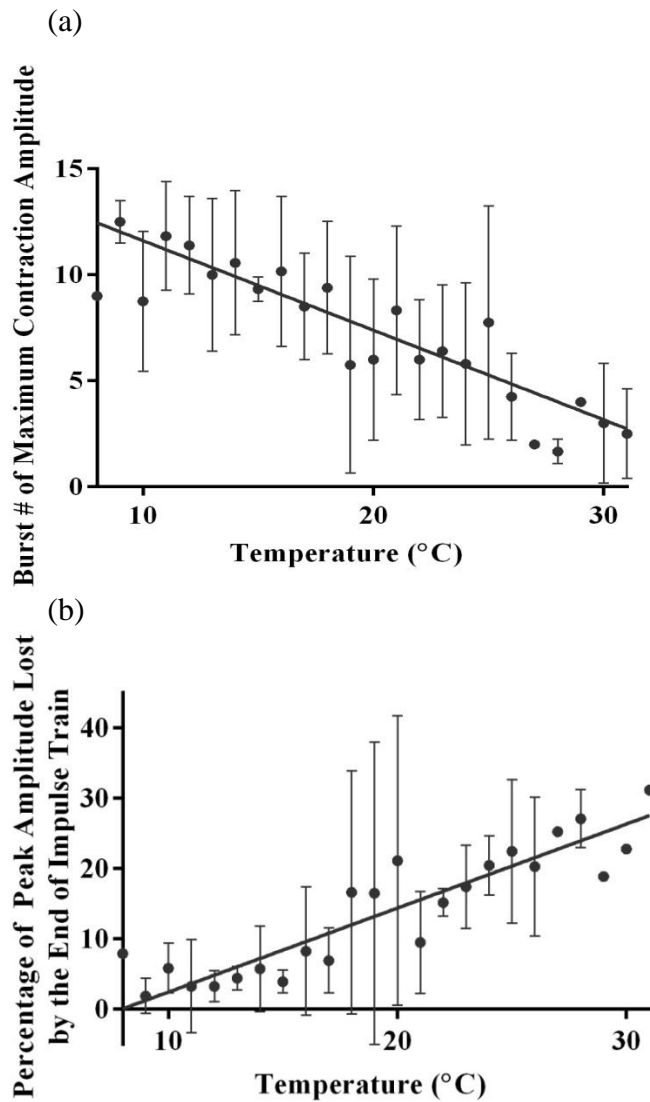 (a)
Burst # of Maximum Contraction Amplitude
15
10
5
0
10 20 30
Temperature (°C)
(b)
Percentage of Peak Amplitude Lost
by the End of Impulse Train
40
30
20
10
0
10 20 30
Temperature (°C)